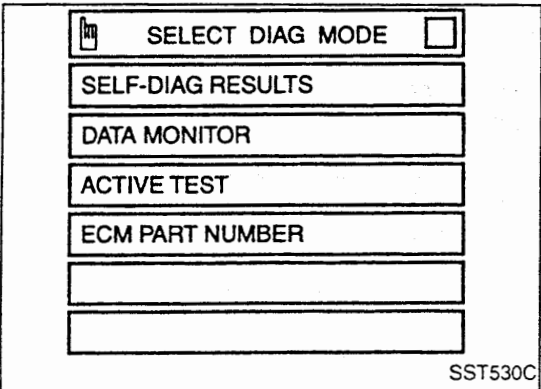 SELECT DIAG MODE
SELF-DIAG RESULTS
DATA MONITOR
ACTIVE TEST
ECM PART NUMBER
SST530C